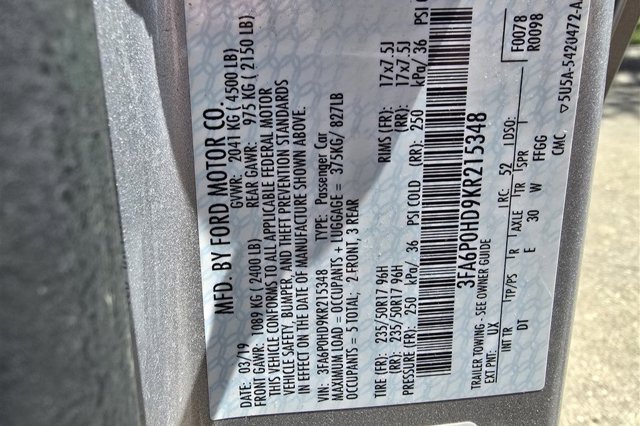 MFD. BY FORD MOTOR CO.
DATE: 03/19 GVWR: 2041 KG ( 4500 LB)
FRONT GAWR: 1089 KG ( 2400 LB) REAR GAWR: 975 KG ( 2150 LB)
THIS VEHICLE CONFORMS TO ALL APPLICABLE FEDERAL MOTOR
VEHICLE SAFETY, BUMPER, AND THEFT PREVENTION STANDARDS
IN EFFECT ON THE DATE OF MANUFACTURE SHOWN ABOVE.
VIN: 3FA6P0HD9KR215348 TYPE: Passenger Car
MAXIMUM LOAD = OCCUPANTS + LUGGAGE = 375KG/ 827LB
OCCUPANTS = 5 TOTAL; 2 FRONT, 3 REAR
TIRE (FR): 235/50R17 96H RIMS (FR): 17x7.5J
(RR): 235/50R17 96H (RR): 17x7.5J
PRESSURE (FR): 250 kPa/ 36 PSI COLD (RR): 250 kPa/ 36 PSI
3FA6P0HD9KR215348
TRAILER TOWING - SEE OWNER GUIDE F0078
EXT PNT: UX RC: 52 DSO: R0098
INT TR TP/PS R AXLE TR SPR
DT E 30 W FFGG
CMC ▽5U5A-5420472-A